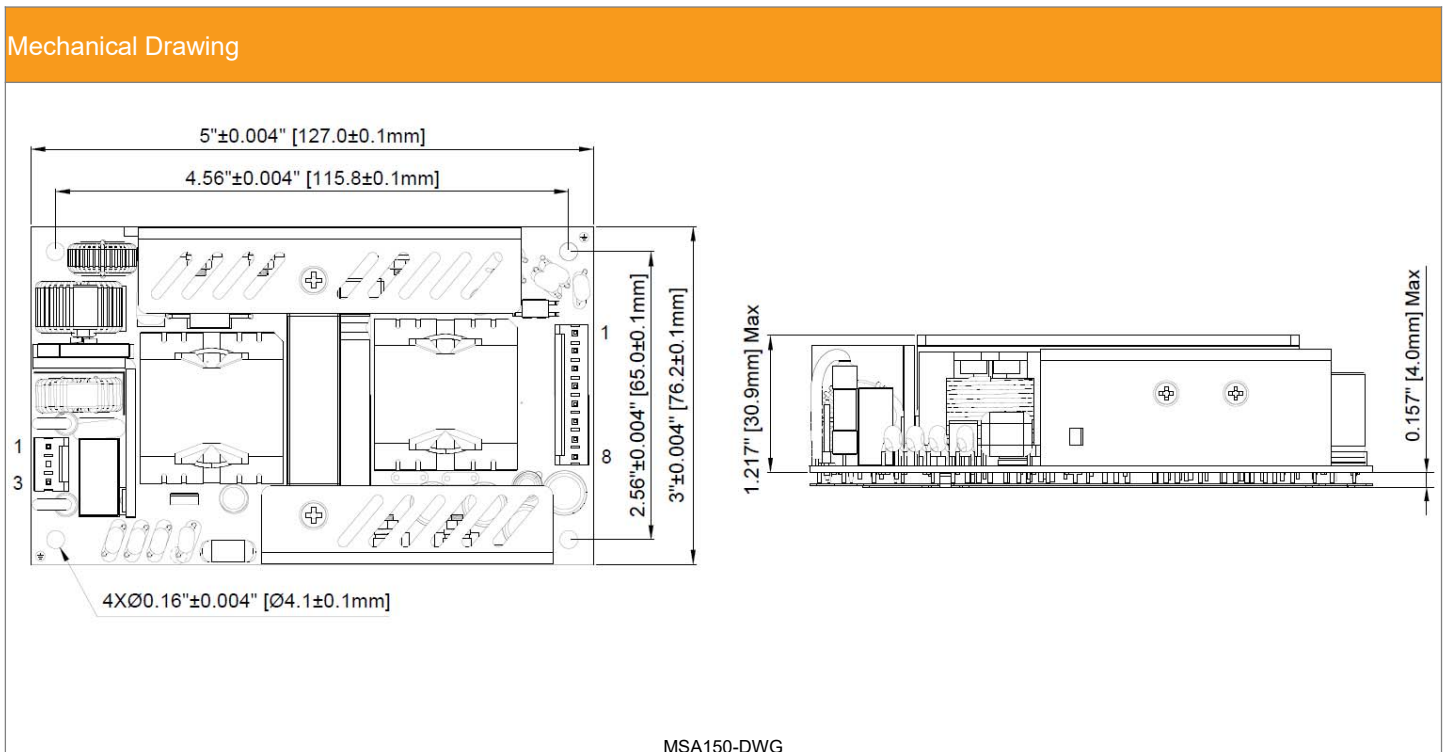 Mechanical Drawing
5"±0.004" [127.0±0.1mm]
4.56"±0.004" [115.8±0.1mm]
1
8
1
3
2.56"±0.004" [65.0±0.1mm]
3"±0.004" [76.2±0.1mm]
4XØ0.16"±0.004" [Ø4.1±0.1mm]
1.217" [30.9mm] Max
0.157" [4.0mm] Max
MSA150-DWG